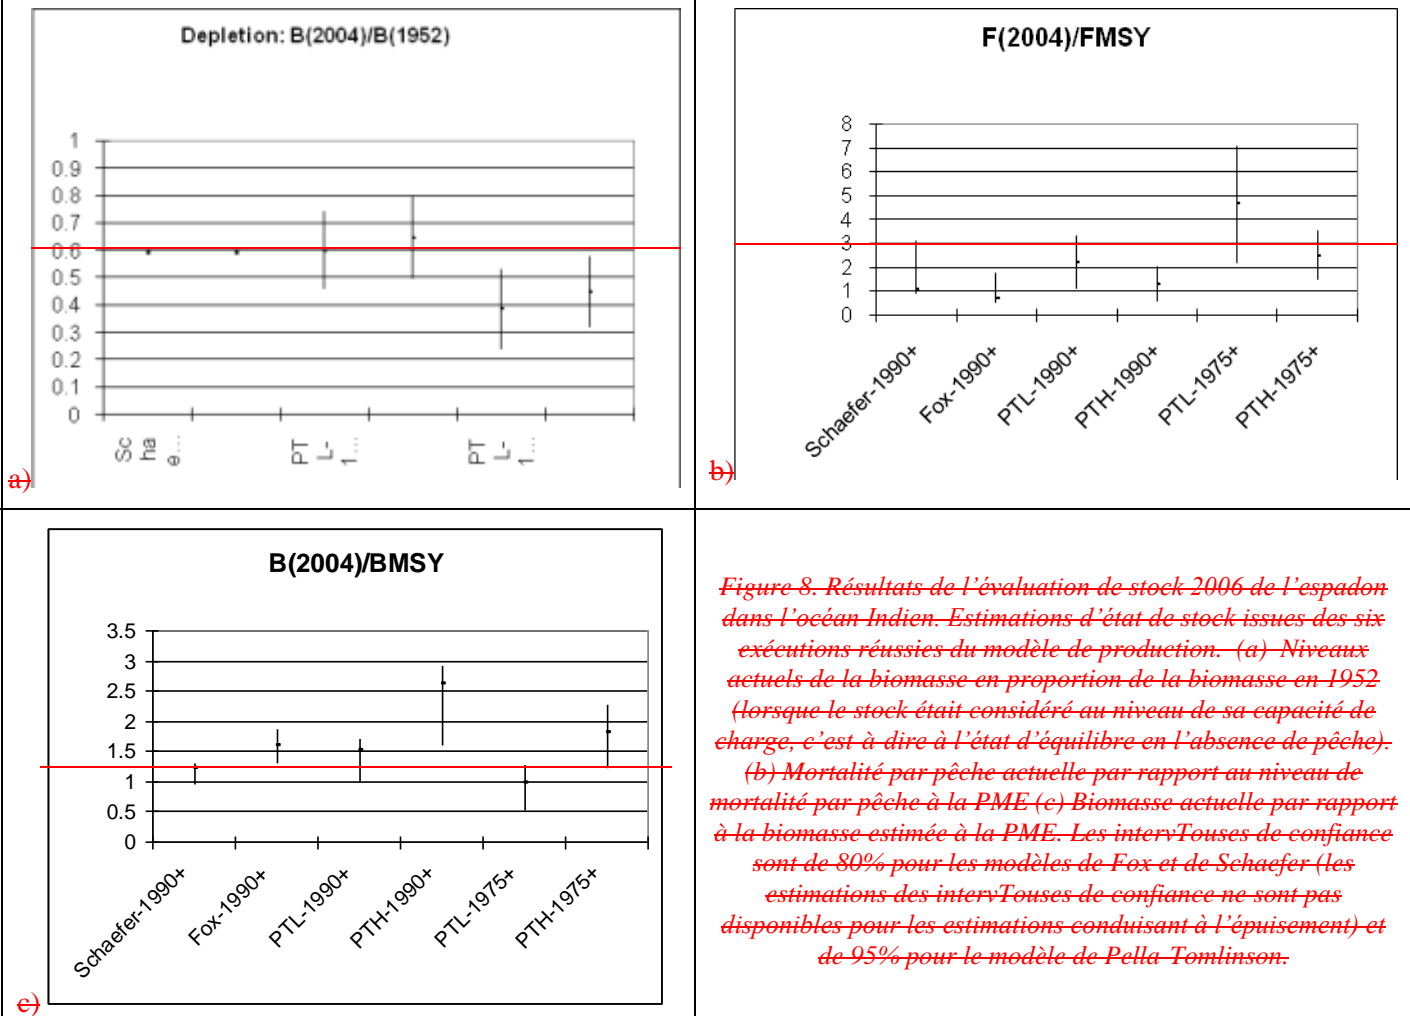 Depletion: B(2004)/B(1952)
1
0.9
0.8
0.7
0.6
0.5
0.4
0.3
0.2
0.1
0
Scha e...
PT L- 1...
PT L- 1...
a)
F(2004)/FMSY
8
7
6
5
4
3
2
1
0
Schaefer-1990+
Fox-1990+
PTL-1990+
PTH-1990+
PTL-1975+
PTH-1975+
b)
B(2004)/BMSY
3.5
3
2.5
2
1.5
1
0.5
0
Schaefer-1990+
Fox-1990+
PTL-1990+
PTH-1990+
PTL-1975+
PTH-1975+
c)
Figure 8. Résultats de l'évaluation de stock 2006 de l'espadon
dans l'océan Indien. Estimations d'état de stock issues des six
exécutions réussies du modèle de production. (a) Niveaux
actuels de la biomasse en proportion de la biomasse en 1952
(lorsque le stock était considéré au niveau de sa capacité de
charge, c'est à dire à l'état d'équilibre en l'absence de pêche).
(b) Mortalité par pêche actuelle par rapport au niveau de
mortalité par pêche à la PME (c) Biomasse actuelle par rapport
à la biomasse estimée à la PME. Les intervTouses de confiance
sont de 80% pour les modèles de Fox et de Schaefer (les
estimations des intervTouses de confiance ne sont pas
disponibles pour les estimations conduisant à l'épuisement) et
de 95% pour le modèle de Pella-Tomlinson.